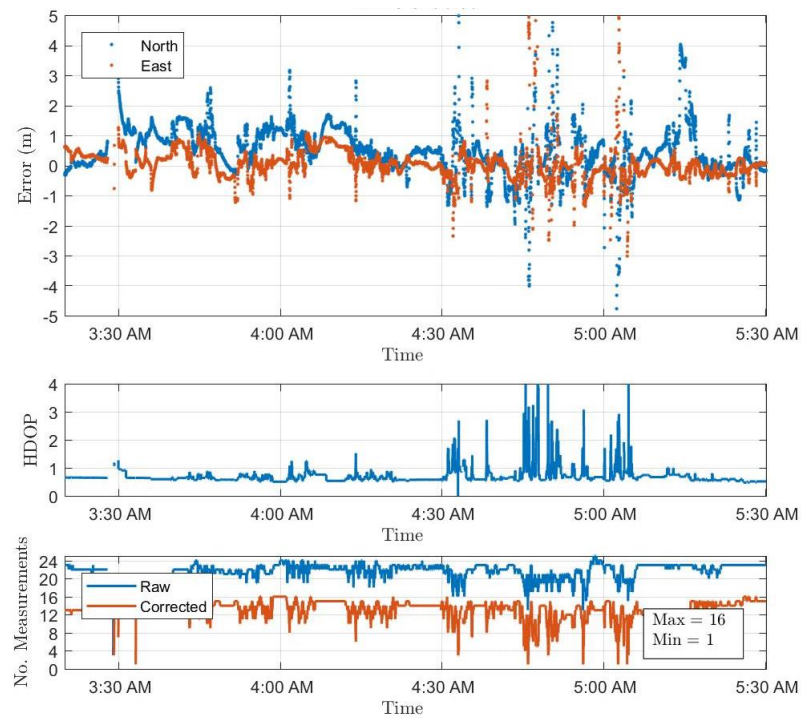 5
4
3
2
1
0
-1
-2
-3
-4
-5
Error (m)
North
East
3:30 AM 4:00 AM 4:30 AM 5:00 AM 5:30 AM
Time
4
3
2
1
0
HDOP
3:30 AM 4:00 AM 4:30 AM 5:00 AM 5:30 AM
Time
24
20
16
12
8
4
0
No. Measurements
Raw
Corrected
Max = 16
Min = 1
3:30 AM 4:00 AM 4:30 AM 5:00 AM 5:30 AM
Time